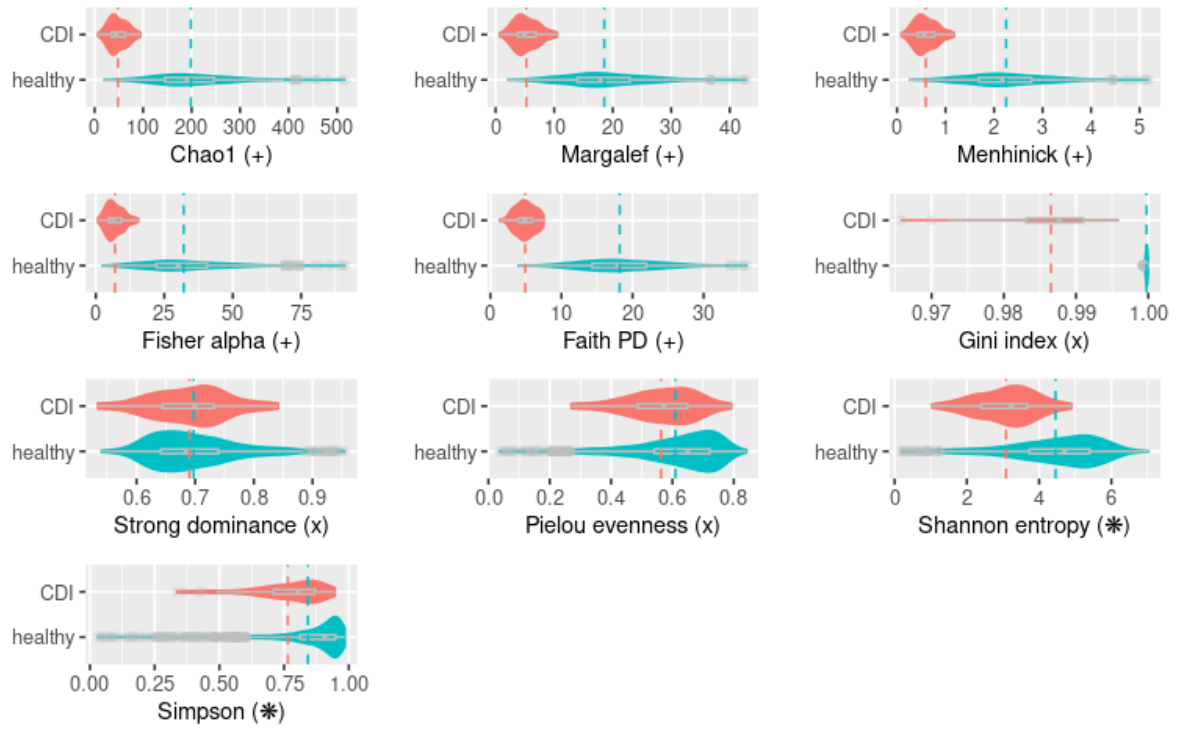 CDI
healthy
0 100 200 300 400 500
Chao1 (+)
CDI
healthy
0 10 20 30 40
Margalef (+)
CDI
healthy
0 1 2 3 4 5
Menhinick (+)
CDI
healthy
0 25 50 75
Fisher alpha (+)
CDI
healthy
0 10 20 30
Faith PD (+)
CDI
healthy
0.97 0.98 0.99 1.00
Gini index (x)
CDI
healthy
0.6 0.7 0.8 0.9
Strong dominance (x)
CDI
healthy
0.0 0.2 0.4 0.6 0.8
Pielou evenness (x)
CDI
healthy
0 2 4 6
Shannon entropy (❋)
CDI
healthy
0.00 0.25 0.50 0.75 1.00
Simpson (❋)